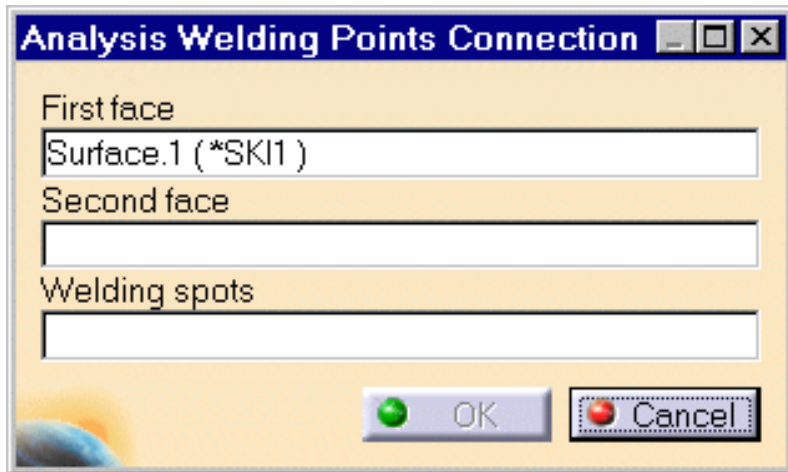 Analysis Welding Points Connection
First face
Surface.1 ( *SKI1 )
Second face
Welding spots
OK Cancel